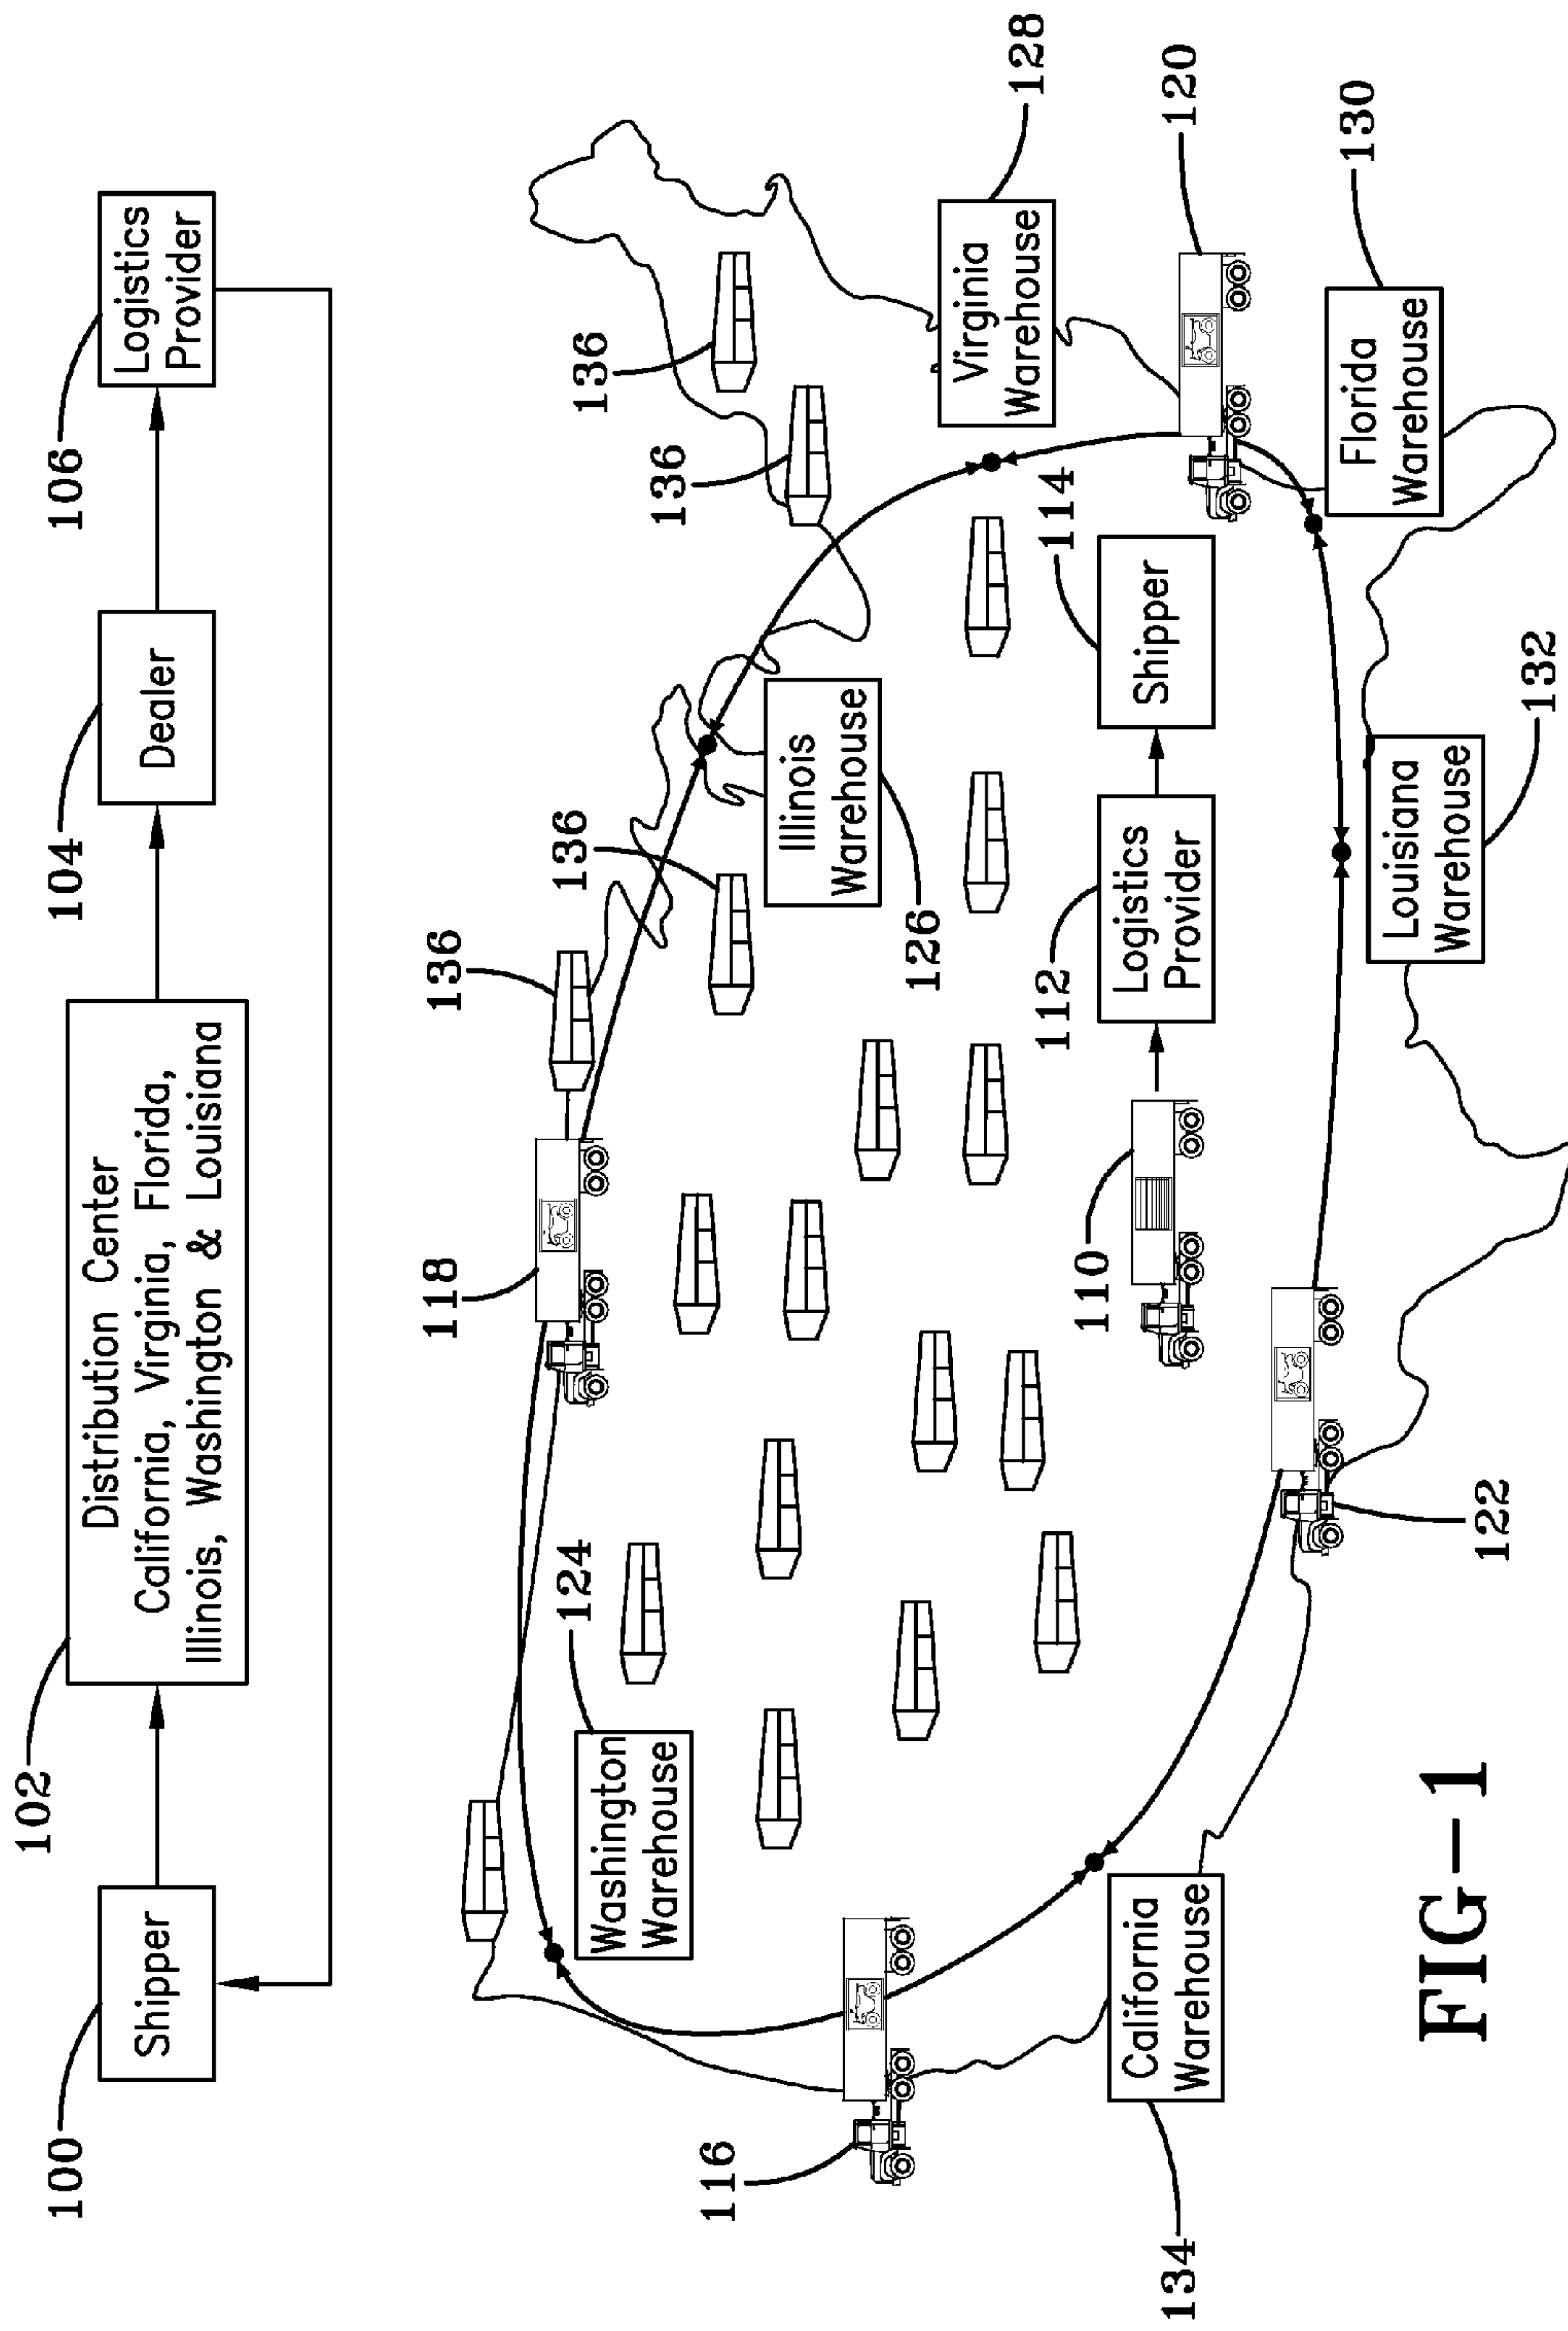 100
102
104
106
Shipper
Distribution Center
California, Virginia, Florida,
Illinois, Washington & Louisiana
Dealer
Logistics
Provider
118
136
136
136
136
124
Washington
Warehouse
Illinois
Warehouse
126
Virginia
Warehouse
128
116
110
112
Logistics
Provider
114
Shipper
120
134
California
Warehouse
122
Louisiana
Warehouse
132
Florida
Warehouse
130
FIG-1